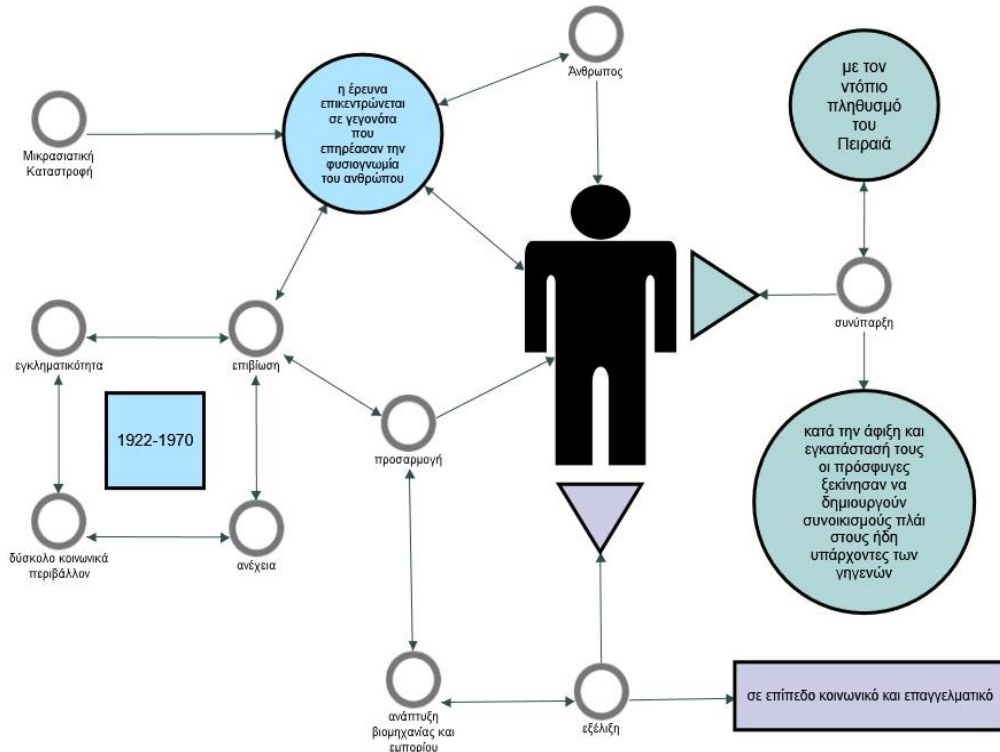 Άνθρωπος
η έρευνα
επικεντρώνεται
σε γεγονότα
που
επηρέασαν την
φυσιογνωμία
του ανθρώπου
με τον
ντόπιο
πληθυσμό
του
Πειραιά
Μικρασιατική
Καταστροφή
συνύπαρξη
εγκληματικότητα
επιβίωση
1922-1970
προσαρμογή
κατά την άφιξη και
εγκατάστασή τους
οι πρόσφυγες
ξεκίνησαν να
δημιουργούν
συνοικισμούς πλάι
στους ήδη
υπάρχοντες των
γηγενών
δύσκολο κοινωνικά
περιβάλλον
ανέχεια
ανάπτυξη
βιομηχανίας και
εμπορίου
εξέλιξη
σε επίπεδο κοινωνικό και επαγγελματικό